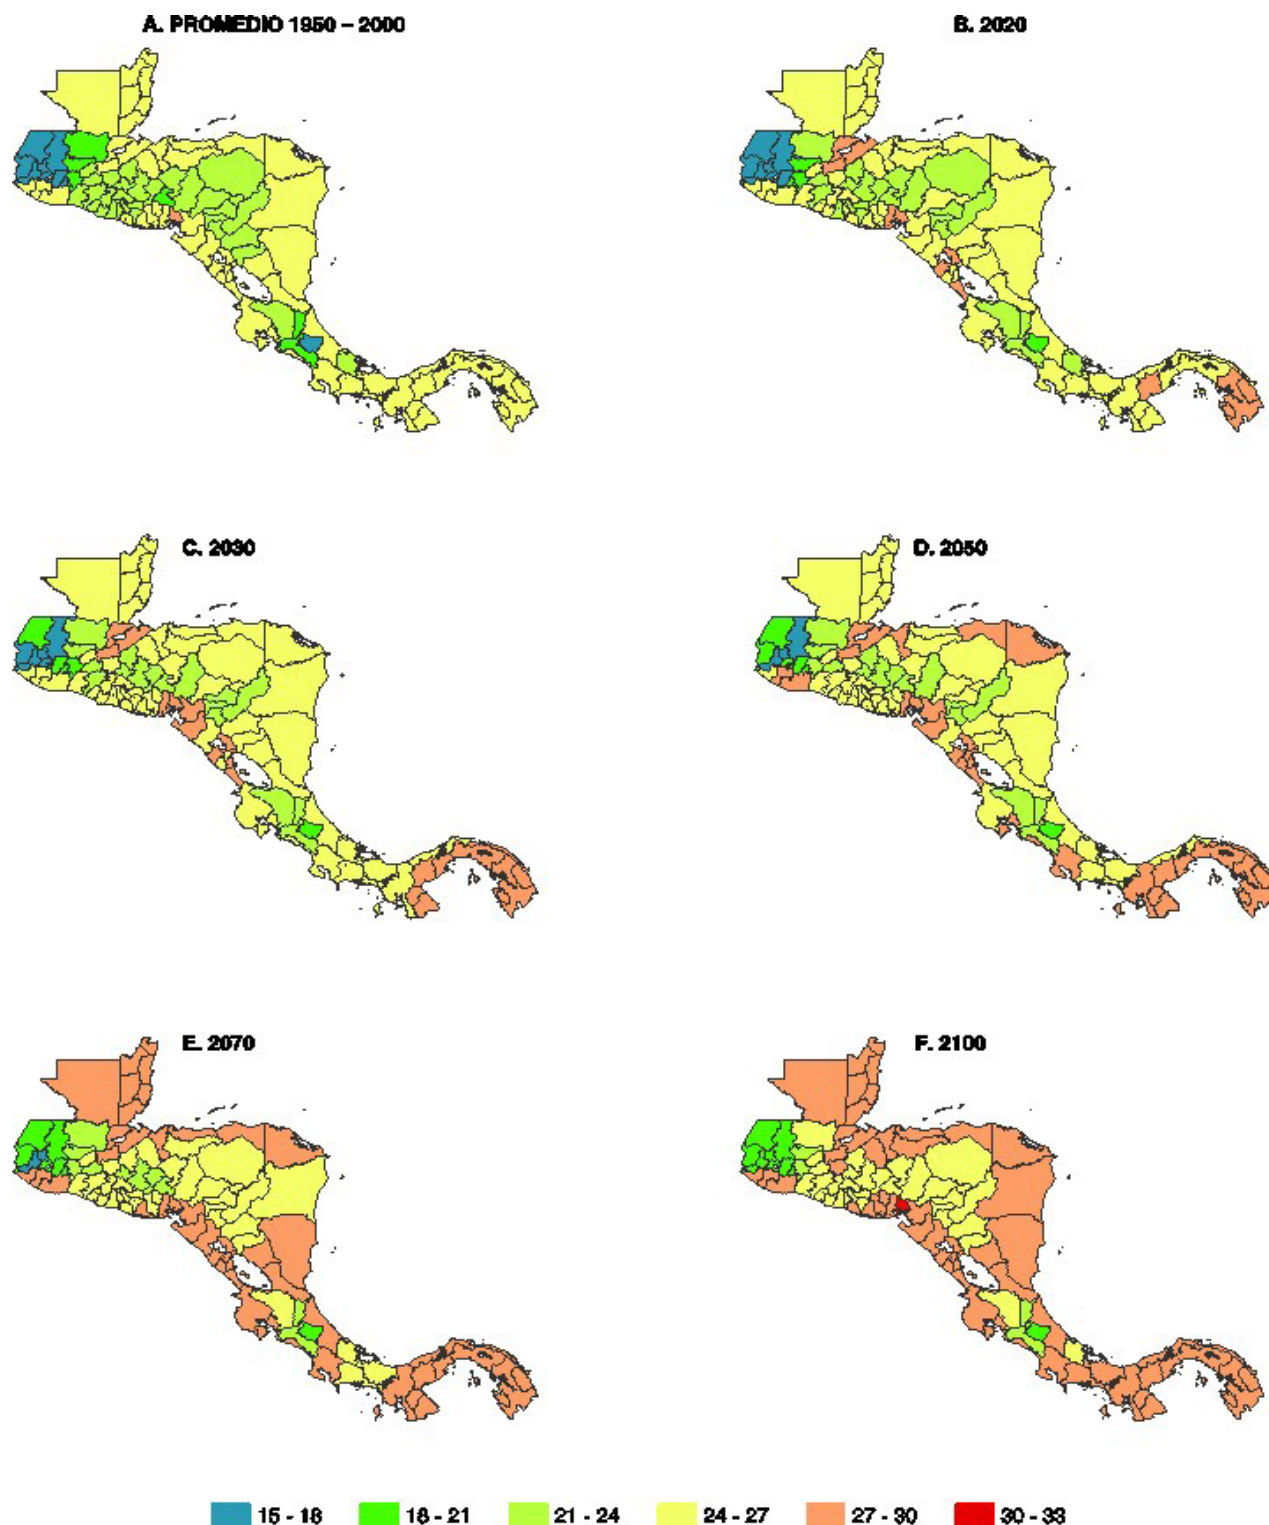 A. PROMEDIO 1950 – 2000
B. 2020
C. 2030
D. 2050
E. 2070
F. 2100
15 - 18
18 - 21
21 - 24
24 - 27
27 - 30
30 - 33